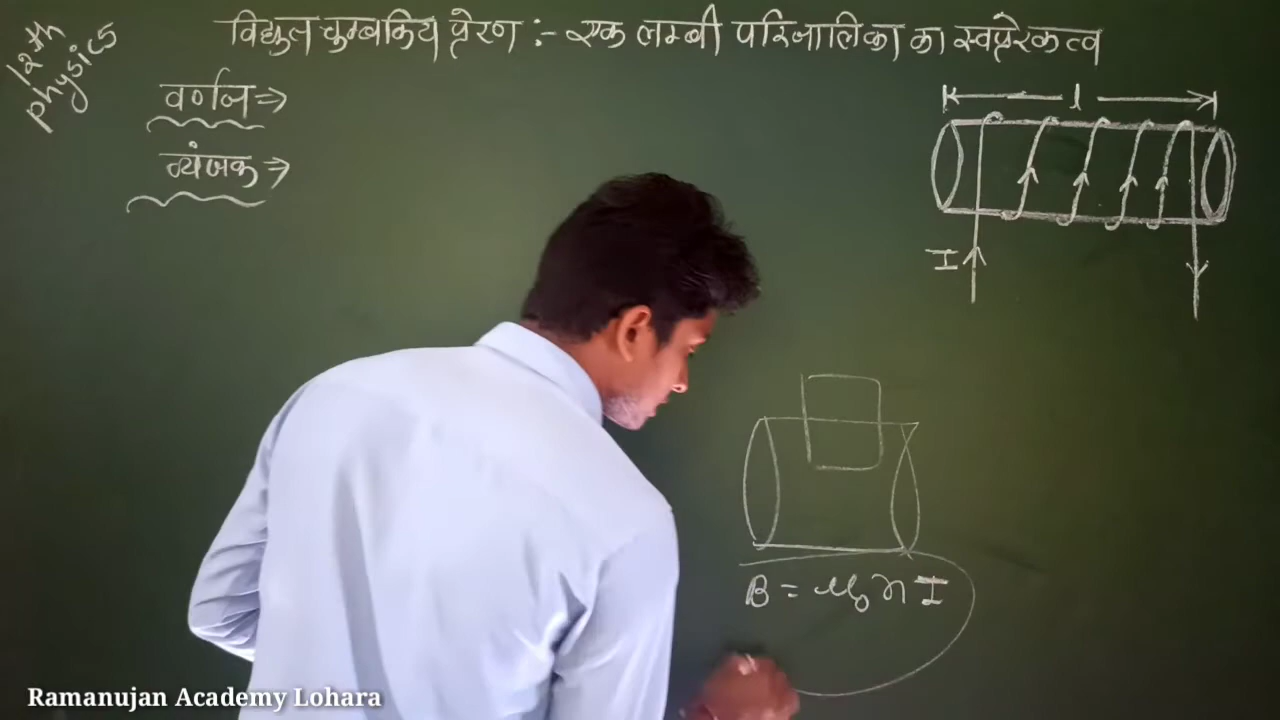 12th physics
विद्युत चुम्बकिय प्रेरण :- एक लम्बी परिनालिका का स्वप्रेरकत्व
वर्णन ⇒
व्यंजक ⇒
l
I
B = μ₀ n I
Ramanujan Academy Lohara